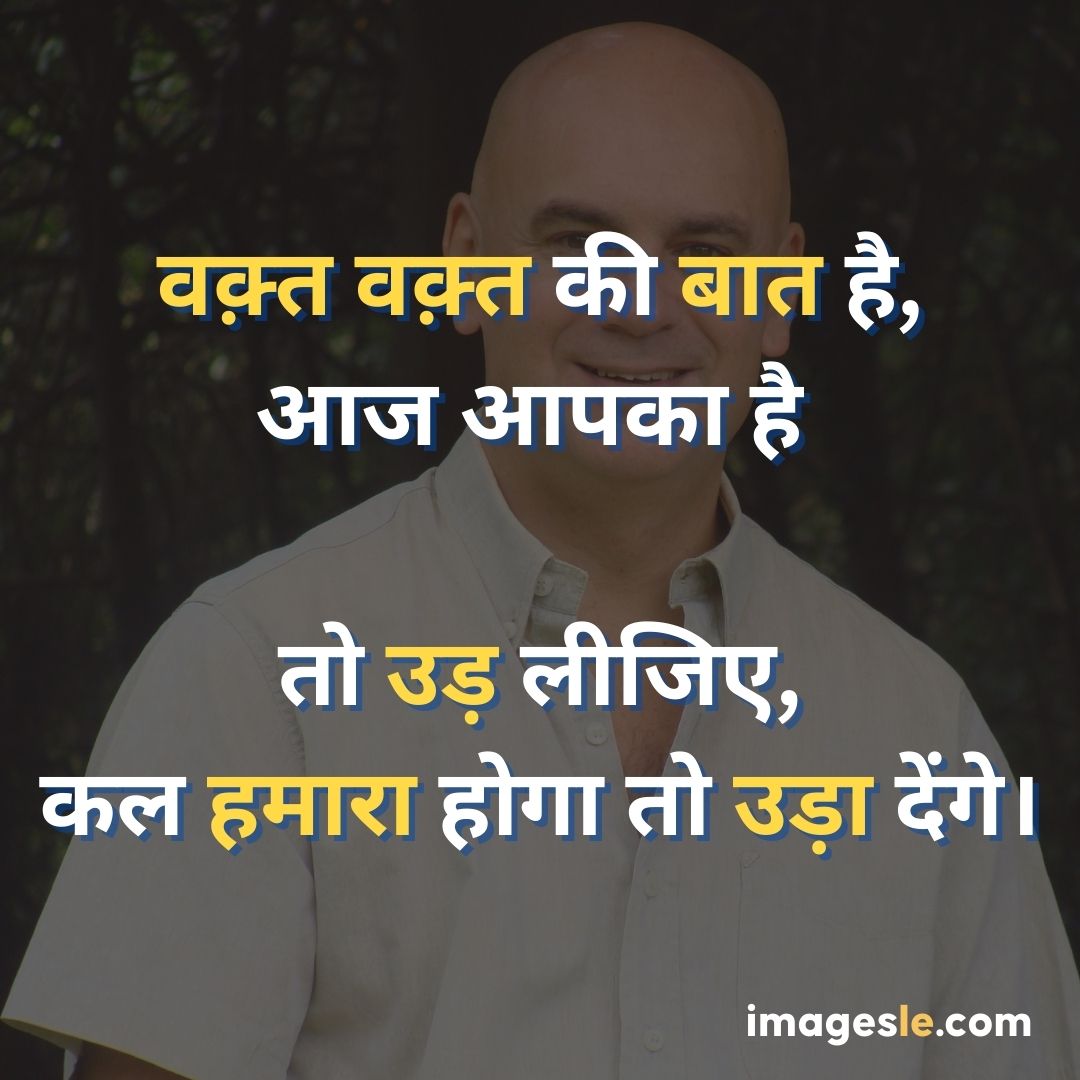 वक़्त वक़्त की बात है,
आज आपका है
तो उड़ लीजिए,
कल हमारा होगा तो उड़ा देंगे।
imagesle.com